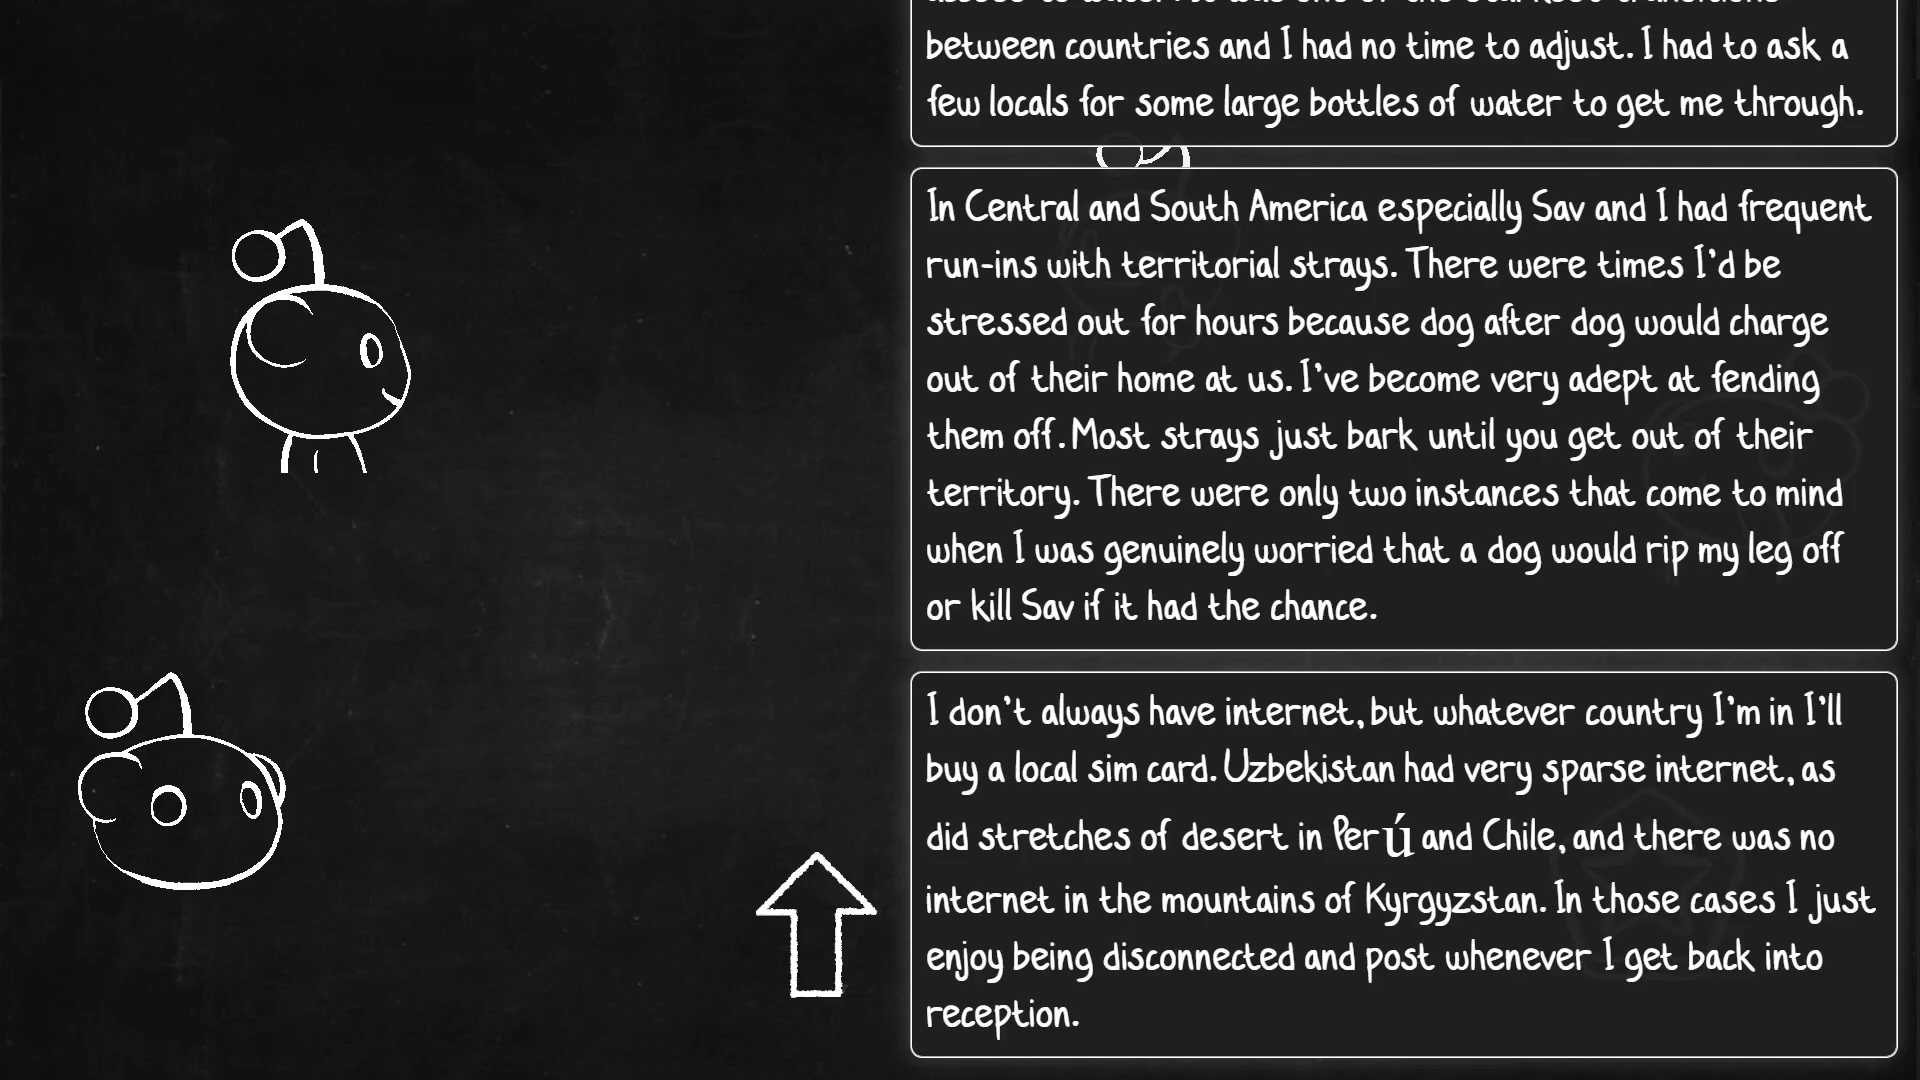 between countries and I had no time to adjust. I had to ask a
few locals for some large bottles of water to get me through.
In Central and South America especially Sav and I had frequent
run-ins with territorial strays. There were times I'd be
stressed out for hours because dog after dog would charge
out of their home at us. I've become very adept at fending
them off. Most strays just bark until you get out of their
territory. There were only two instances that come to mind
when I was genuinely worried that a dog would rip my leg off
or kill Sav if it had the chance.
I don't always have internet, but whatever country I'm in I'll
buy a local sim card. Uzbekistan had very sparse internet, as
did stretches of desert in Perú and Chile, and there was no
internet in the mountains of Kyrgyzstan. In those cases I just
enjoy being disconnected and post whenever I get back into
reception.